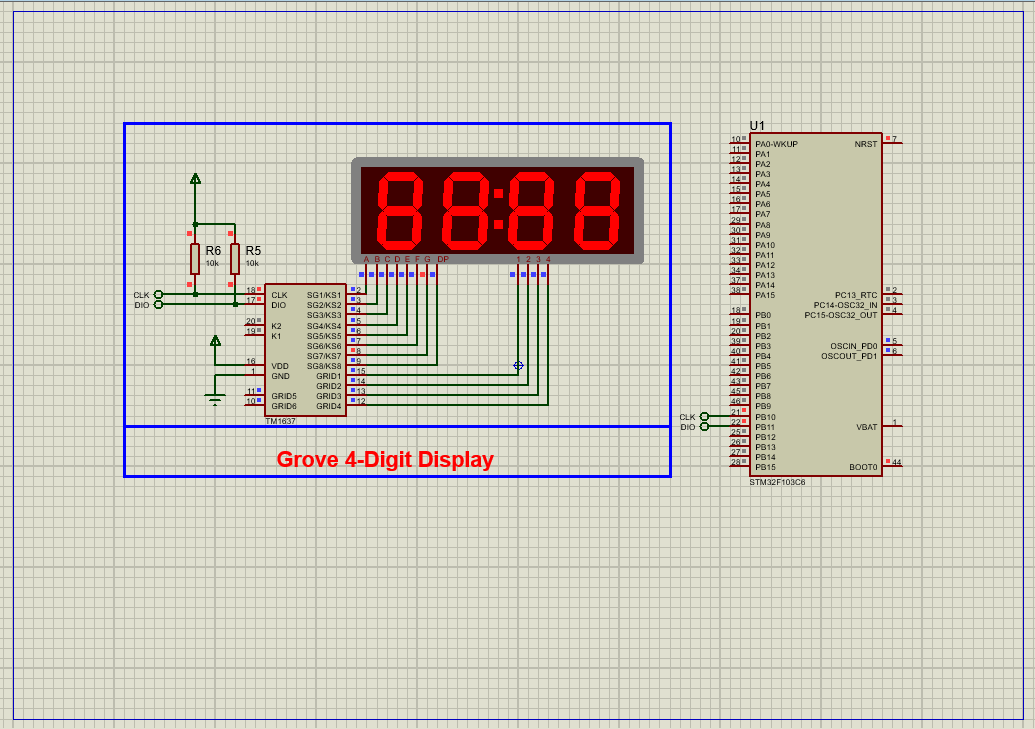 U1
10 PA0-WKUP NRST 7
11 PA1
12 PA2
13 PA3
14 PA4
15 PA5
16 PA6
17 PA7
29 PA8
30 PA9
31 PA10
32 PA11
33 PA12
34 PA13
37 PA14
38 PA15 PC13_RTC 2
PC14-OSC32_IN 3
18 PB0 PC15-OSC32_OUT 4
19 PB1
20 PB2
39 PB3 OSCIN_PD0 5
40 PB4 OSCOUT_PD1 6
41 PB5
42 PB6
43 PB7
45 PB8
46 PB9
CLK 21 PB10
DIO 22 PB11 VBAT 1
25 PB12
26 PB13
27 PB14
28 PB15 BOOT0 44
STM32F103C6
88:88
A B C D E F G DP 1 2 3 4
R6 R5
10k 10k
CLK 18 CLK SG1/KS1 2
DIO 17 DIO SG2/KS2 3
SG3/KS3 4
20 K2 SG4/KS4 5
19 K1 SG5/KS5 6
SG6/KS6 7
SG7/KS7 8
16 VDD SG8/KS8 9
1 GND GRID1 15
GRID2 14
11 GRID5 GRID3 13
10 GRID6 GRID4 12
TM1637
Grove 4-Digit Display